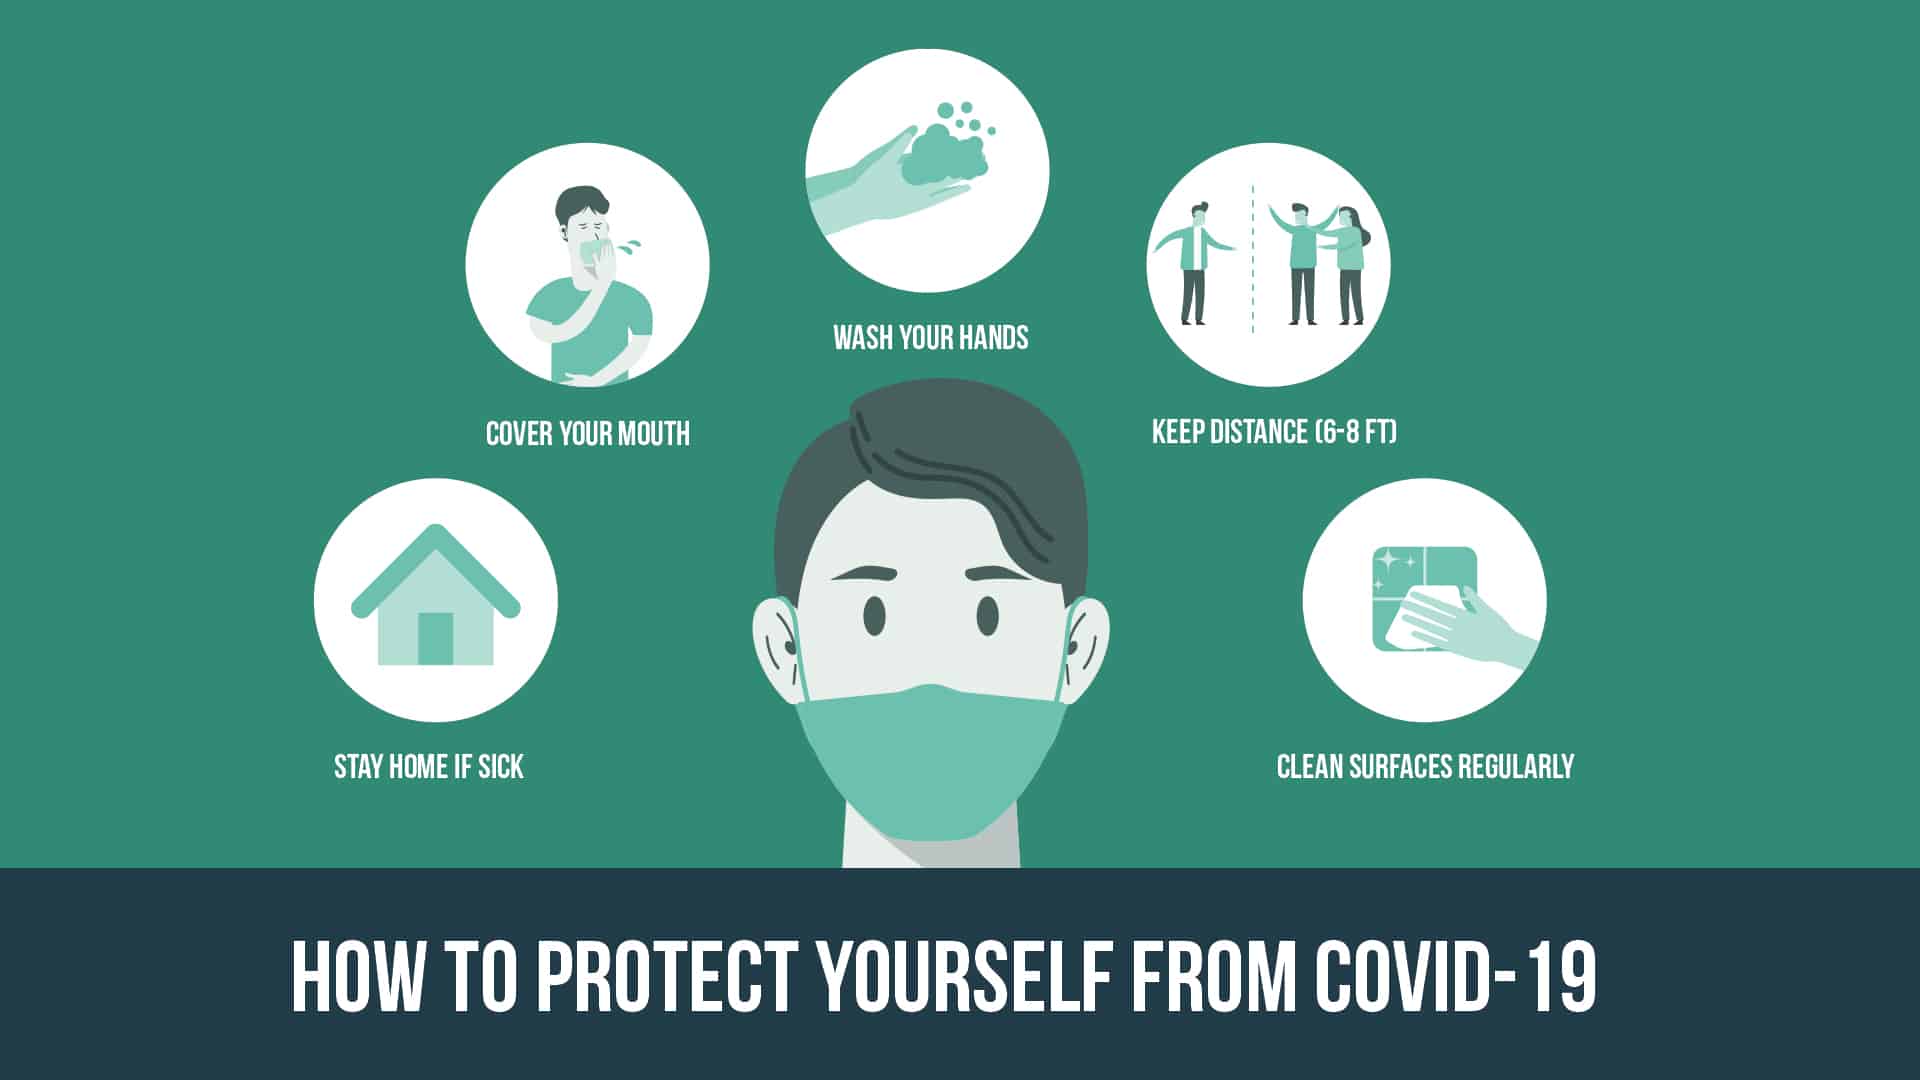 WASH YOUR HANDS
COVER YOUR MOUTH
KEEP DISTANCE (6-8 FT)
STAY HOME IF SICK
CLEAN SURFACES REGULARLY
HOW TO PROTECT YOURSELF FROM COVID-19